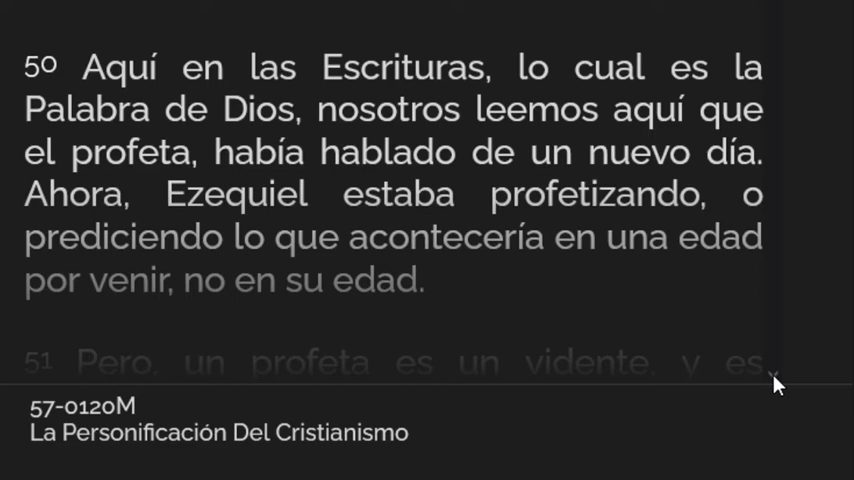 50 Aquí en las Escrituras, lo cual es la
Palabra de Dios, nosotros leemos aquí que
el profeta, había hablado de un nuevo día.
Ahora, Ezequiel estaba profetizando, o
prediciendo lo que acontecería en una edad
por venir, no en su edad.
51 Pero, un profeta es un vidente, y es
57-0120M
La Personificación Del Cristianismo